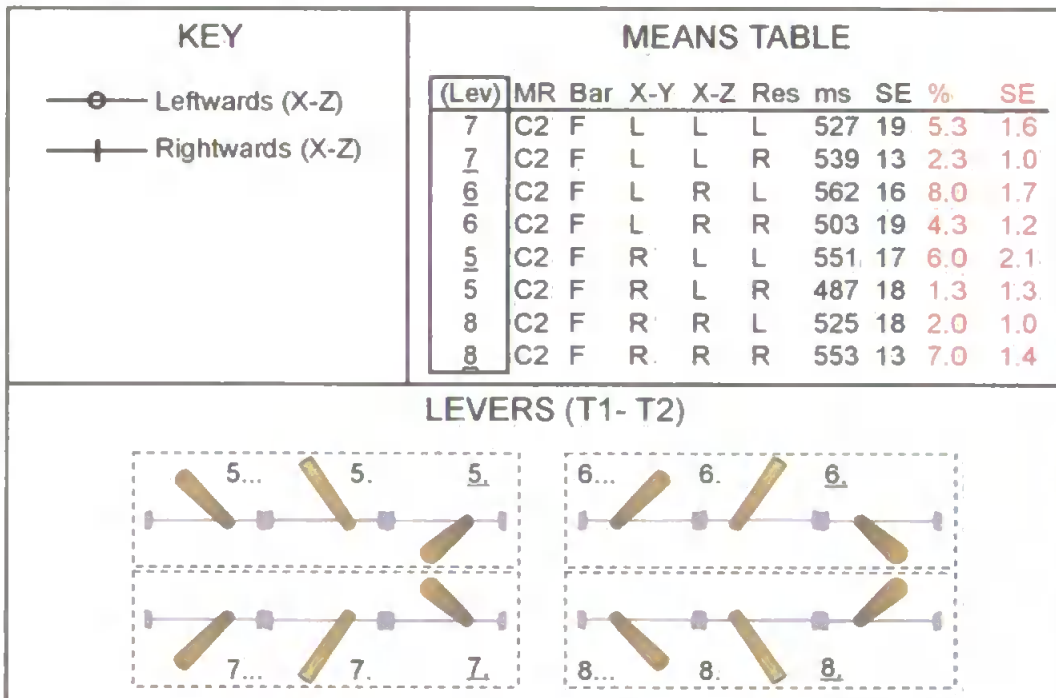 KEY
Leftwards (X-Z)
Rightwards (X-Z)
MEANS TABLE
(Lev) MR Bar X-Y X-Z Res ms SE % SE
7 C2 F L L L 527 19 5.3 1.6
7 C2 F L L R 539 13 2.3 1.0
6 C2 F L R L 562 16 8.0 1.7
6 C2 F L R R 503 19 4.3 1.2
5 C2 F R L L 551 17 6.0 2.1
5 C2 F R L R 487 18 1.3 1.3
8 C2 F R R L 525 18 2.0 1.0
8 C2 F R R R 553 13 7.0 1.4
LEVERS (T1- T2)
5... 5. 5. 6... 6. 6.
7... 7. 7. 8... 8. 8.